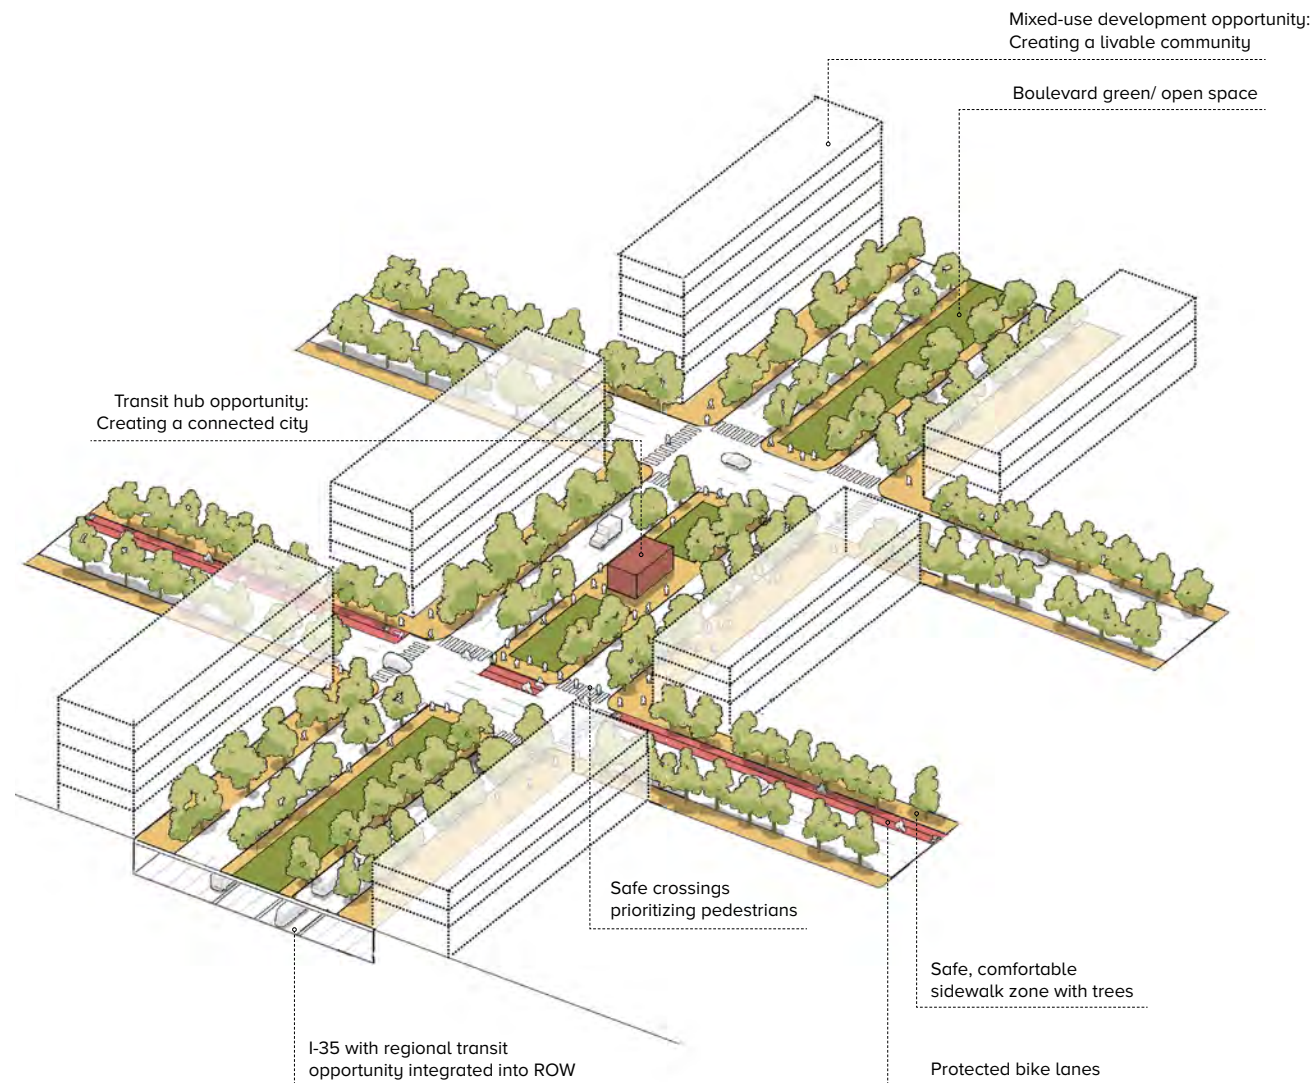 Mixed-use development opportunity:
Creating a livable community
Boulevard green/ open space
Transit hub opportunity:
Creating a connected city
Safe crossings
prioritizing pedestrians
Safe, comfortable
sidewalk zone with trees
I-35 with regional transit
opportunity integrated into ROW
Protected bike lanes